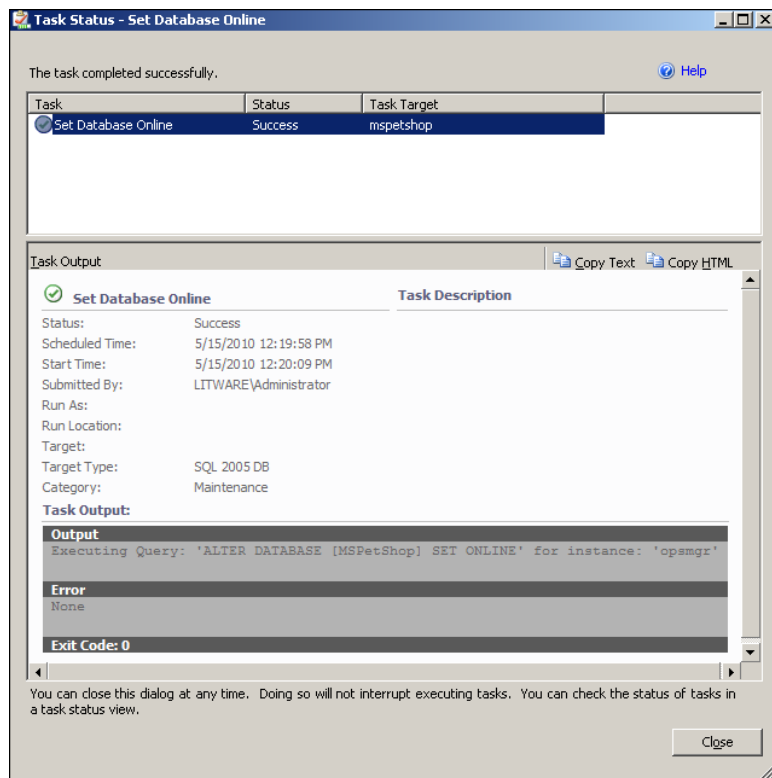 Task Status - Set Database Online
The task completed successfully.
Help
Task Status Task Target
Set Database Online Success mspetshop
Task Output
Copy Text Copy HTML
Set Database Online
Task Description
Status: Success
Scheduled Time: 5/15/2010 12:19:58 PM
Start Time: 5/15/2010 12:20:09 PM
Submitted By: LITWARE\Administrator
Run As:
Run Location:
Target:
Target Type: SQL 2005 DB
Category: Maintenance
Task Output:
Output
Executing Query: 'ALTER DATABASE [MSPetShop] SET ONLINE' for instance: 'opsmgr'
Error
None
Exit Code: 0
You can close this dialog at any time. Doing so will not interrupt executing tasks. You can check the status of tasks in
a task status view.
Close